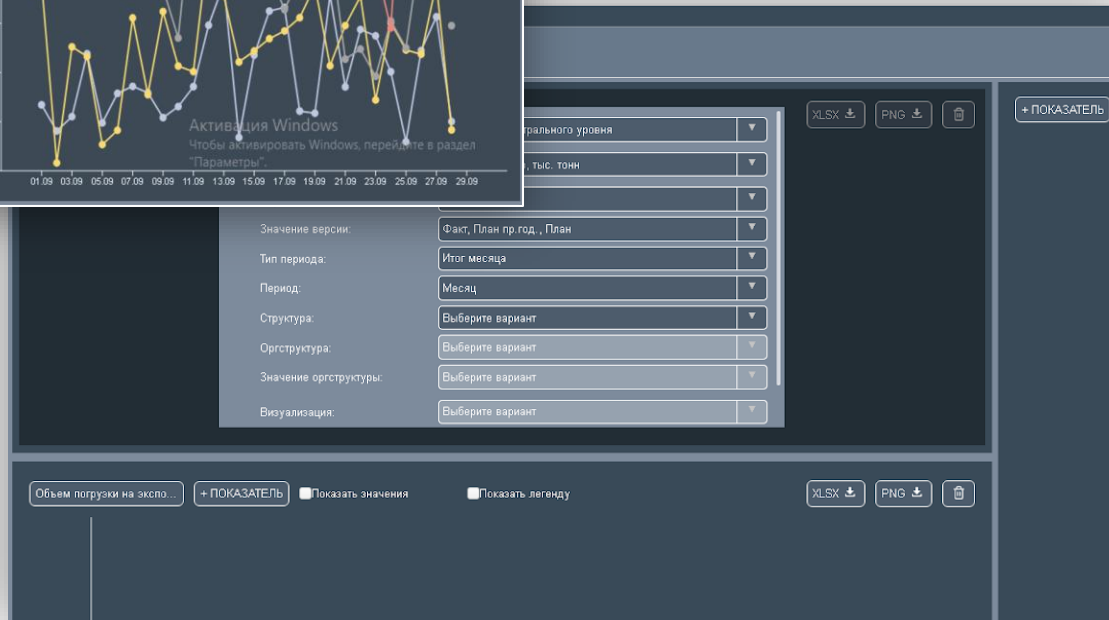 Активация Windows
Чтобы активировать Windows, перейдите в раздел
"Параметры".
01.09 03.09 05.09 07.09 09.09 11.09 13.09 15.09 17.09 19.09 21.09 23.09 25.09 27.09 29.09
уровня
, тыс. тонн
XLSX PNG
+ ПОКАЗАТЕЛЬ
Значение версии: Факт, План пр.год., План
Тип периода: Итог месяца
Период: Месяц
Структура: Выберите вариант
Оргструктура: Выберите вариант
Значение оргструктуры: Выберите вариант
Визуализация: Выберите вариант
Объем погрузки на экспо... + ПОКАЗАТЕЛЬ Показать значения Показать легенду XLSX PNG